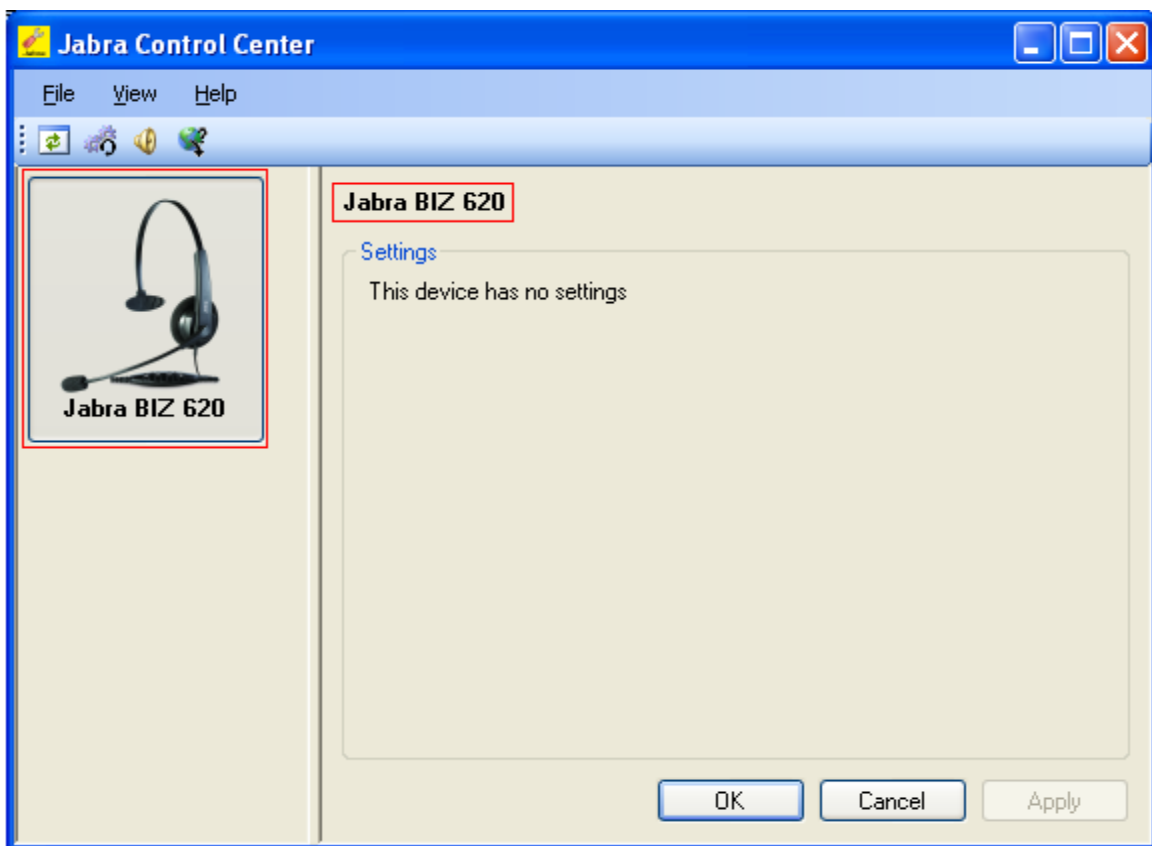 Jabra Control Center
File View Help
Jabra BIZ 620
Jabra BIZ 620
Settings
This device has no settings
OK Cancel Apply